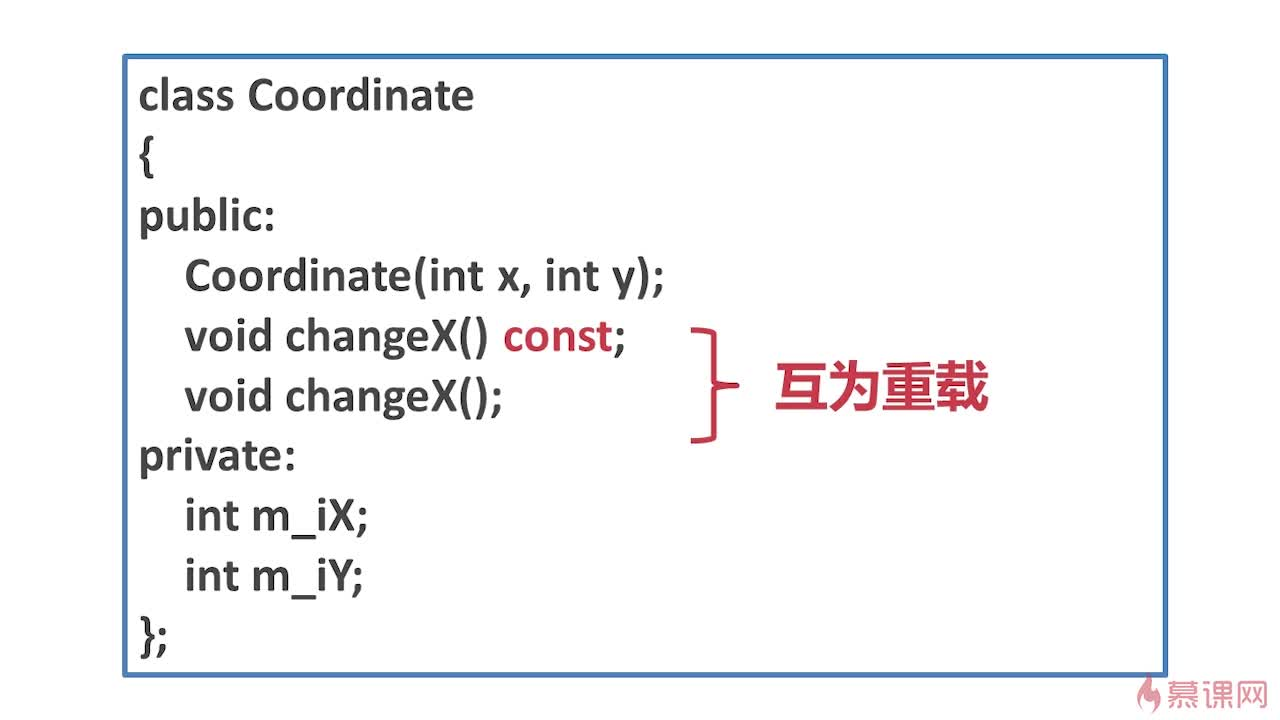 class Coordinate
{
public:
Coordinate(int x, int y);
void changeX() const;
void changeX();
互为重载
private:
int m_iX;
int m_iY;
};
慕课网